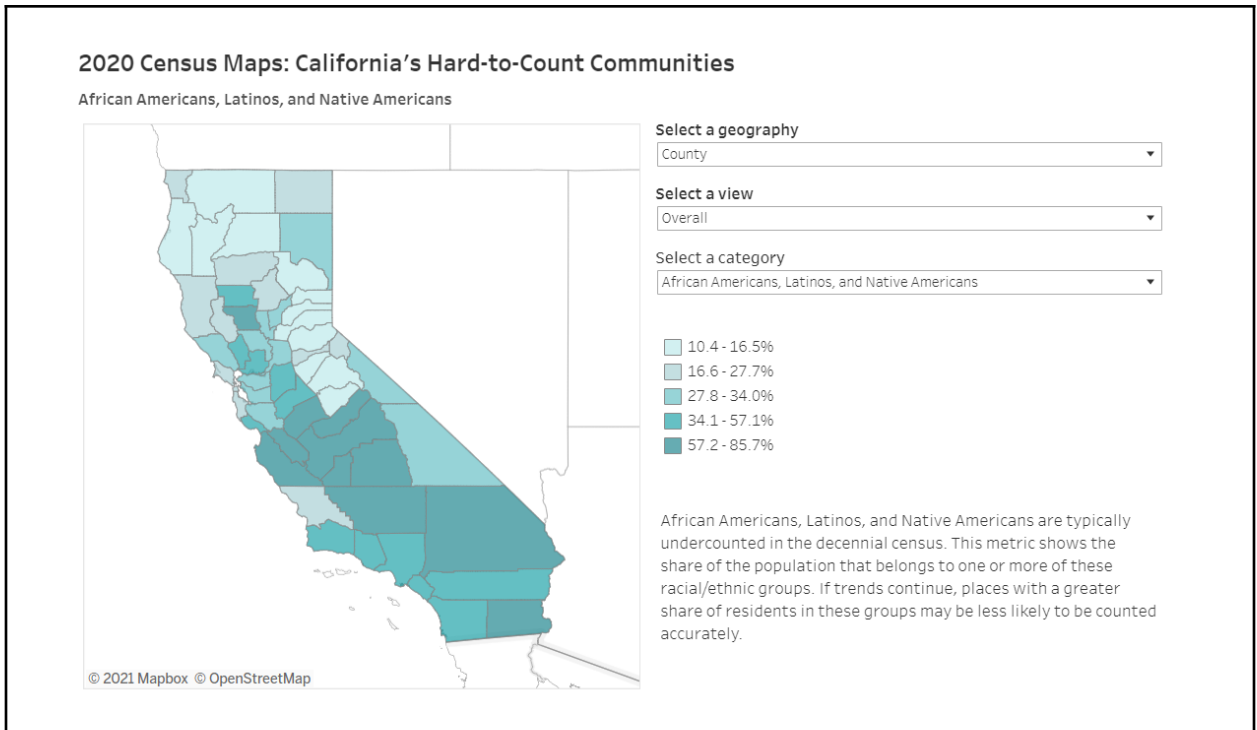 2020 Census Maps: California's Hard-to-Count Communities
African Americans, Latinos, and Native Americans
Select a geography
County
Select a view
Overall
Select a category
African Americans, Latinos, and Native Americans
10.4 - 16.5%
16.6 - 27.7%
27.8 - 34.0%
34.1 - 57.1%
57.2 - 85.7%
African Americans, Latinos, and Native Americans are typically
undercounted in the decennial census. This metric shows the
share of the population that belongs to one or more of these
racial/ethnic groups. If trends continue, places with a greater
share of residents in these groups may be less likely to be counted
accurately.
© 2021 Mapbox © OpenStreetMap